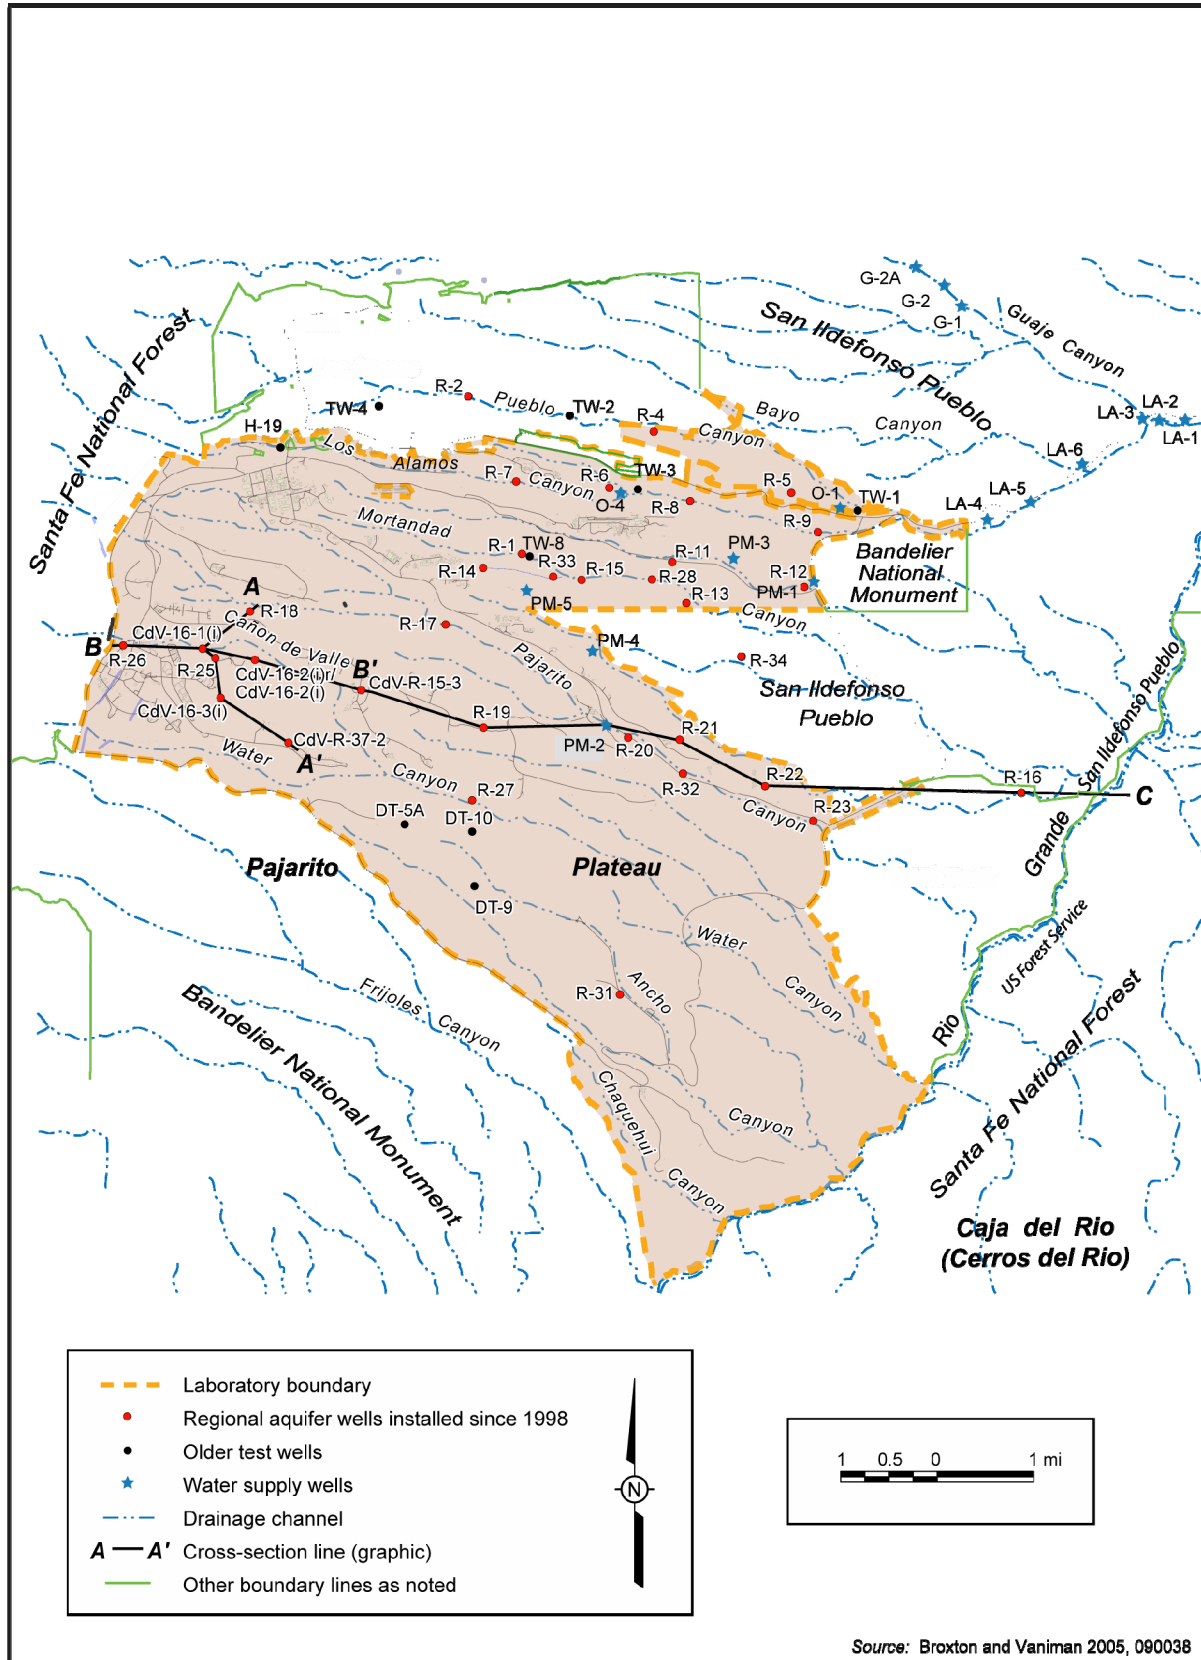 G-2A
G-2
G-1
Guaje Canyon
San Ildefonso Pueblo
Santa Fe National Forest
R-2
TW-4
Pueblo
TW-2
R-4
Canyon
Bayo
Canyon
LA-3
LA-2
LA-1
H-19
Los
Alamos
Canyon
R-7
R-6
TW-3
O-4
R-8
R-5
O-1
TW-1
LA-6
LA-5
LA-4
R-9
Mortandad
R-1
TW-8
R-14
R-33
R-15
R-11
R-28
PM-3
R-12
PM-1
R-13
Canyon
Bandelier
National
Monument
PM-5
A
R-18
Cañon de Valle
R-17
PM-4
R-34
B
CdV-16-1(i)
R-26
R-25
CdV-16-2(i)r/
CdV-16-2(i)
B'
CdV-R-15-3
Pajarito
San Ildefonso
Pueblo
San Ildefonso Pueblo
CdV-16-3(i)
R-19
PM-2
R-20
R-21
CdV-R-37-2
A'
Water
Canyon
R-27
R-32
R-22
R-16
C
Canyon
R-23
DT-5A
DT-10
DT-9
Pajarito
Plateau
Rio
Grande
US Forest Service
Water
Canyon
R-31
Ancho
Canyon
Frijoles
Canyon
Bandelier National Monument
Chaquehui
Canyon
Santa Fe National Forest
Caja del Rio
(Cerros del Rio)
Laboratory boundary
Regional aquifer wells installed since 1998
Older test wells
Water supply wells
Drainage channel
A A' Cross-section line (graphic)
Other boundary lines as noted
N
1 0.5 0 1 mi
Source: Broxton and Vaniman 2005, 090038